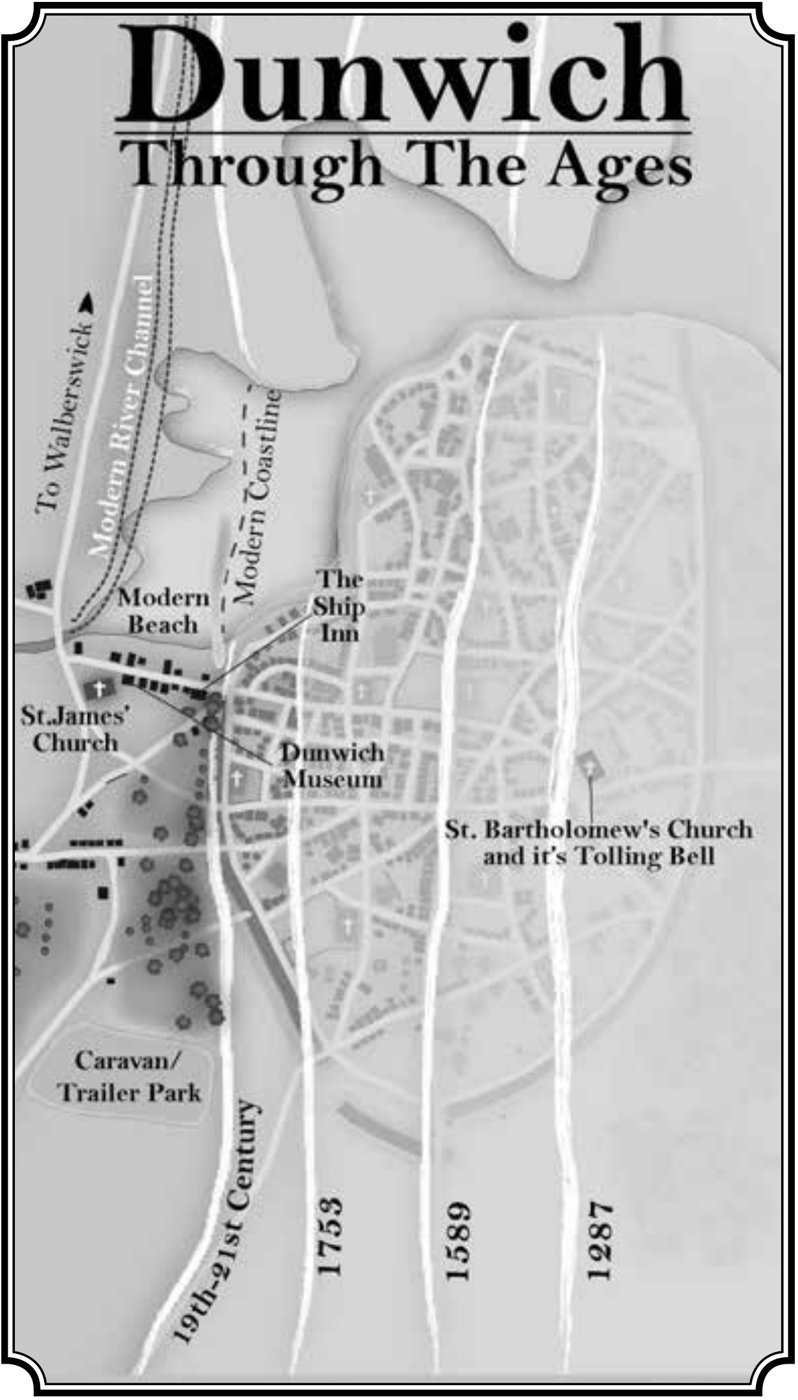 Dunwich
Through The Ages
To Walberswick
Modern River Channel
Modern Coastline
Modern
Beach
The
Ship
Inn
St.James'
Church
Dunwich
Museum
St. Bartholomew's Church
and it's Tolling Bell
Caravan/
Trailer Park
19th-21st Century
1753
1589
1287